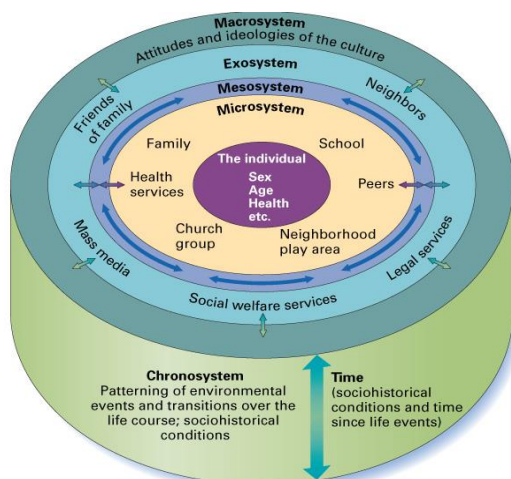 Macrosystem
Attitudes and ideologies of the culture
Exosystem
Mesosystem
Microsystem
Friends
of family
Neighbors
Family
School
The individual
Sex
Age
Health
etc.
Health
services
Peers
Church
group
Neighborhood
play area
Mass media
Legal services
Social welfare services
Chronosystem
Patterning of environmental
events and transitions over the
life course; sociohistorical
conditions
Time
(sociohistorical
conditions and time
since life events)